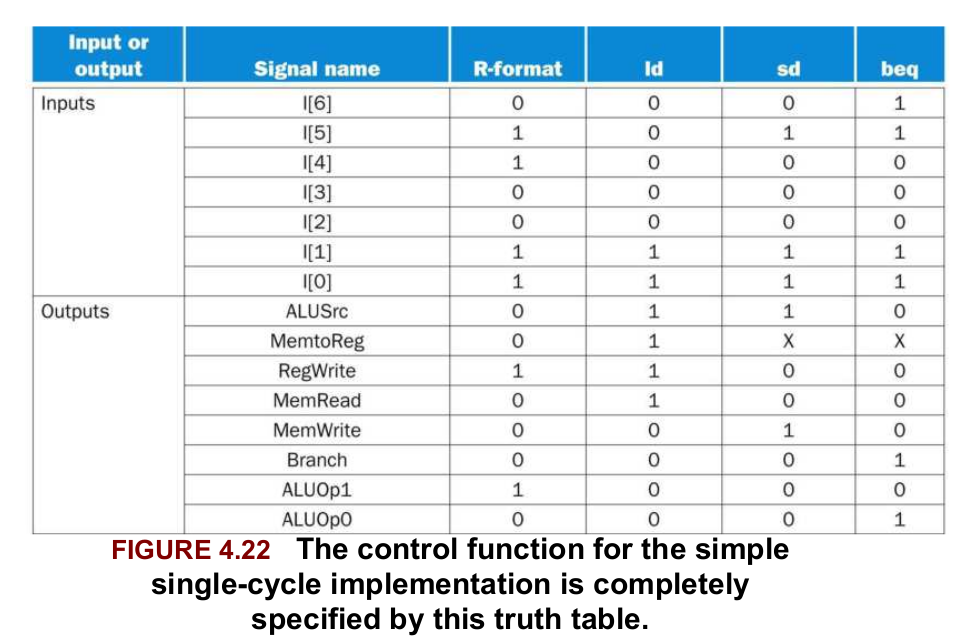 Input or output Signal name R-format ld sd beq
Inputs I[6] 0 0 0 1
I[5] 1 0 1 1
I[4] 1 0 0 0
I[3] 0 0 0 0
I[2] 0 0 0 0
I[1] 1 1 1 1
I[0] 1 1 1 1
Outputs ALUSrc 0 1 1 0
MemtoReg 0 1 X X
RegWrite 1 1 0 0
MemRead 0 1 0 0
MemWrite 0 0 1 0
Branch 0 0 0 1
ALUOp1 1 0 0 0
ALUOp0 0 0 0 1
FIGURE 4.22 The control function for the simple
single-cycle implementation is completely
specified by this truth table.